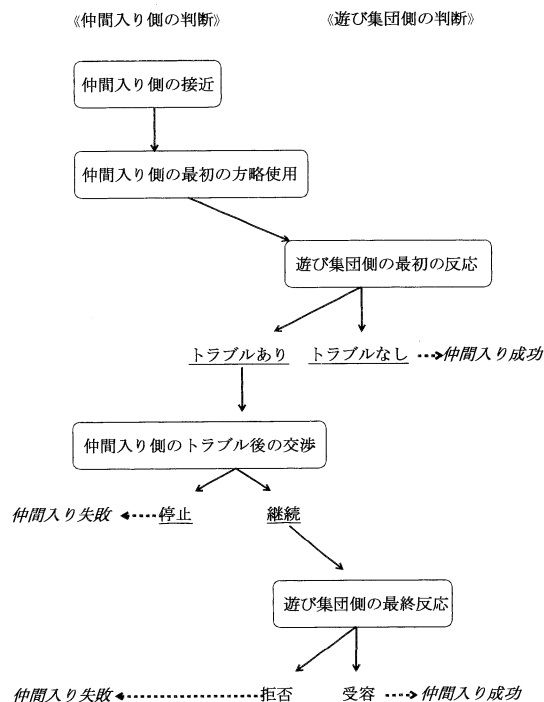 《仲間入り側の判断》 《遊び集団側の判断》
仲間入り側の接近
仲間入り側の最初の方略使用
遊び集団側の最初の反応
トラブルあり トラブルなし 仲間入り成功
仲間入り側のトラブル後の交渉
仲間入り失敗 停止 継続
遊び集団側の最終反応
仲間入り失敗 拒否 受容 仲間入り成功